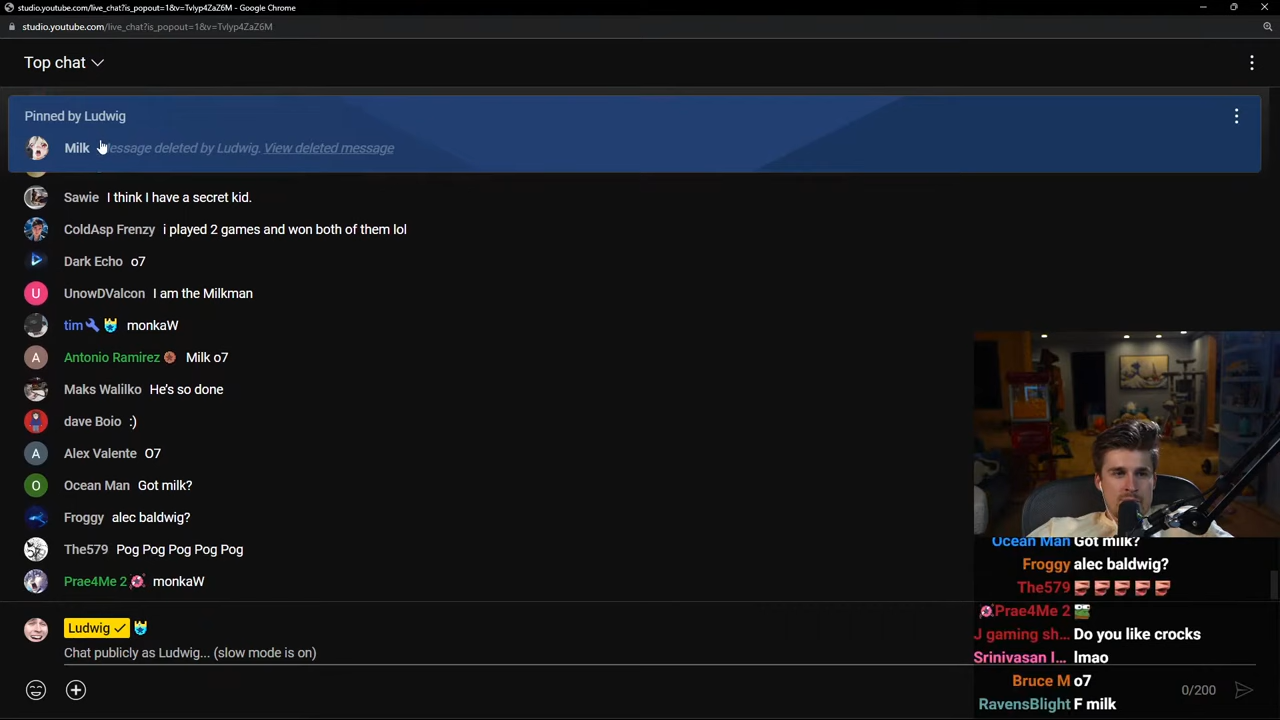 studio.youtube.com/live_chat?is_popout=1&v=Tvlyp4ZaZ6M - Google Chrome
studio.youtube.com/live_chat?is_popout=1&v=Tvlyp4ZaZ6M
Top chat
Pinned by Ludwig
Milk essage deleted by Ludwig. View deleted message
Sawie I think I have a secret kid.
ColdAsp Frenzy i played 2 games and won both of them lol
Dark Echo o7
U UnowDValcon I am the Milkman
tim monkaW
A Antonio Ramirez Milk o7
Maks Walilko He's so done
dave Boio :)
A Alex Valente O7
O Ocean Man Got milk?
Froggy alec baldwig?
The579 Pog Pog Pog Pog Pog
Prae4Me 2 monkaW
Ludwig
Chat publicly as Ludwig... (slow mode is on)
0/200
Ocean Man Got milk?
Froggy alec baldwig?
The579
Prae4Me 2
J gaming sh... Do you like crocks
Srinivasan I... lmao
Bruce M o7
RavensBlight F milk